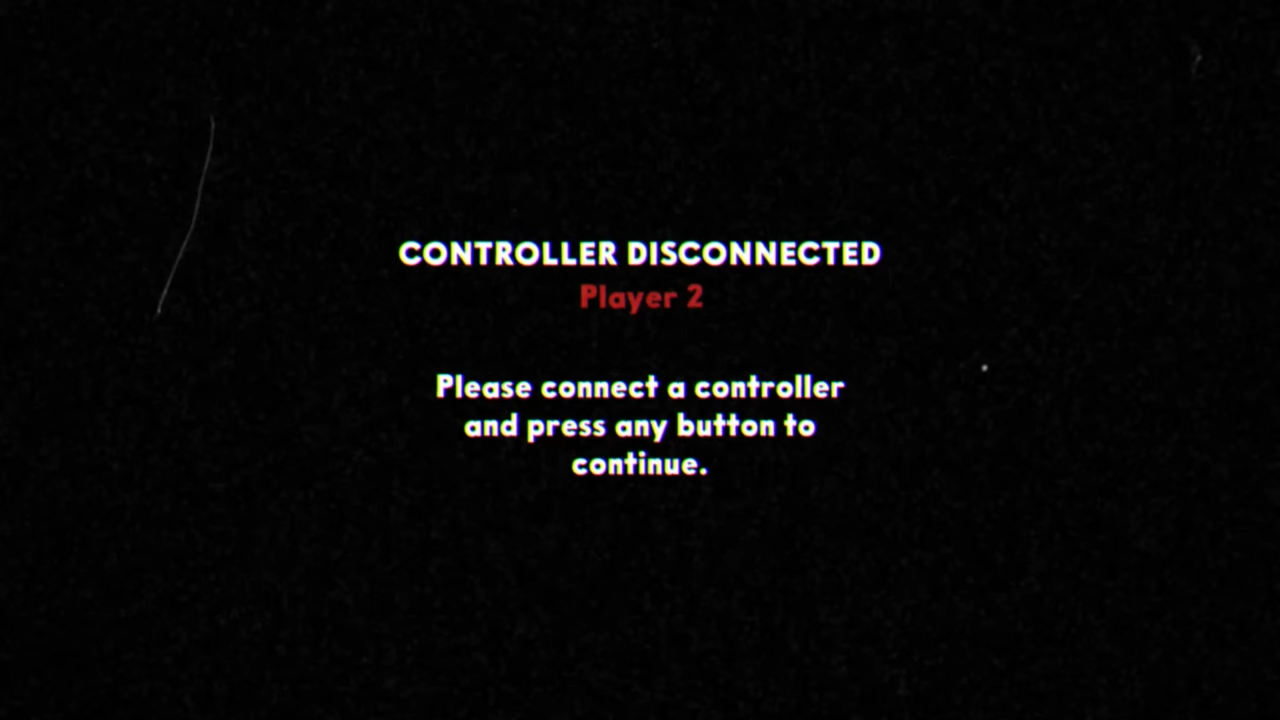 CONTROLLER DISCONNECTED
Player 2
Please connect a controller
and press any button to
continue.